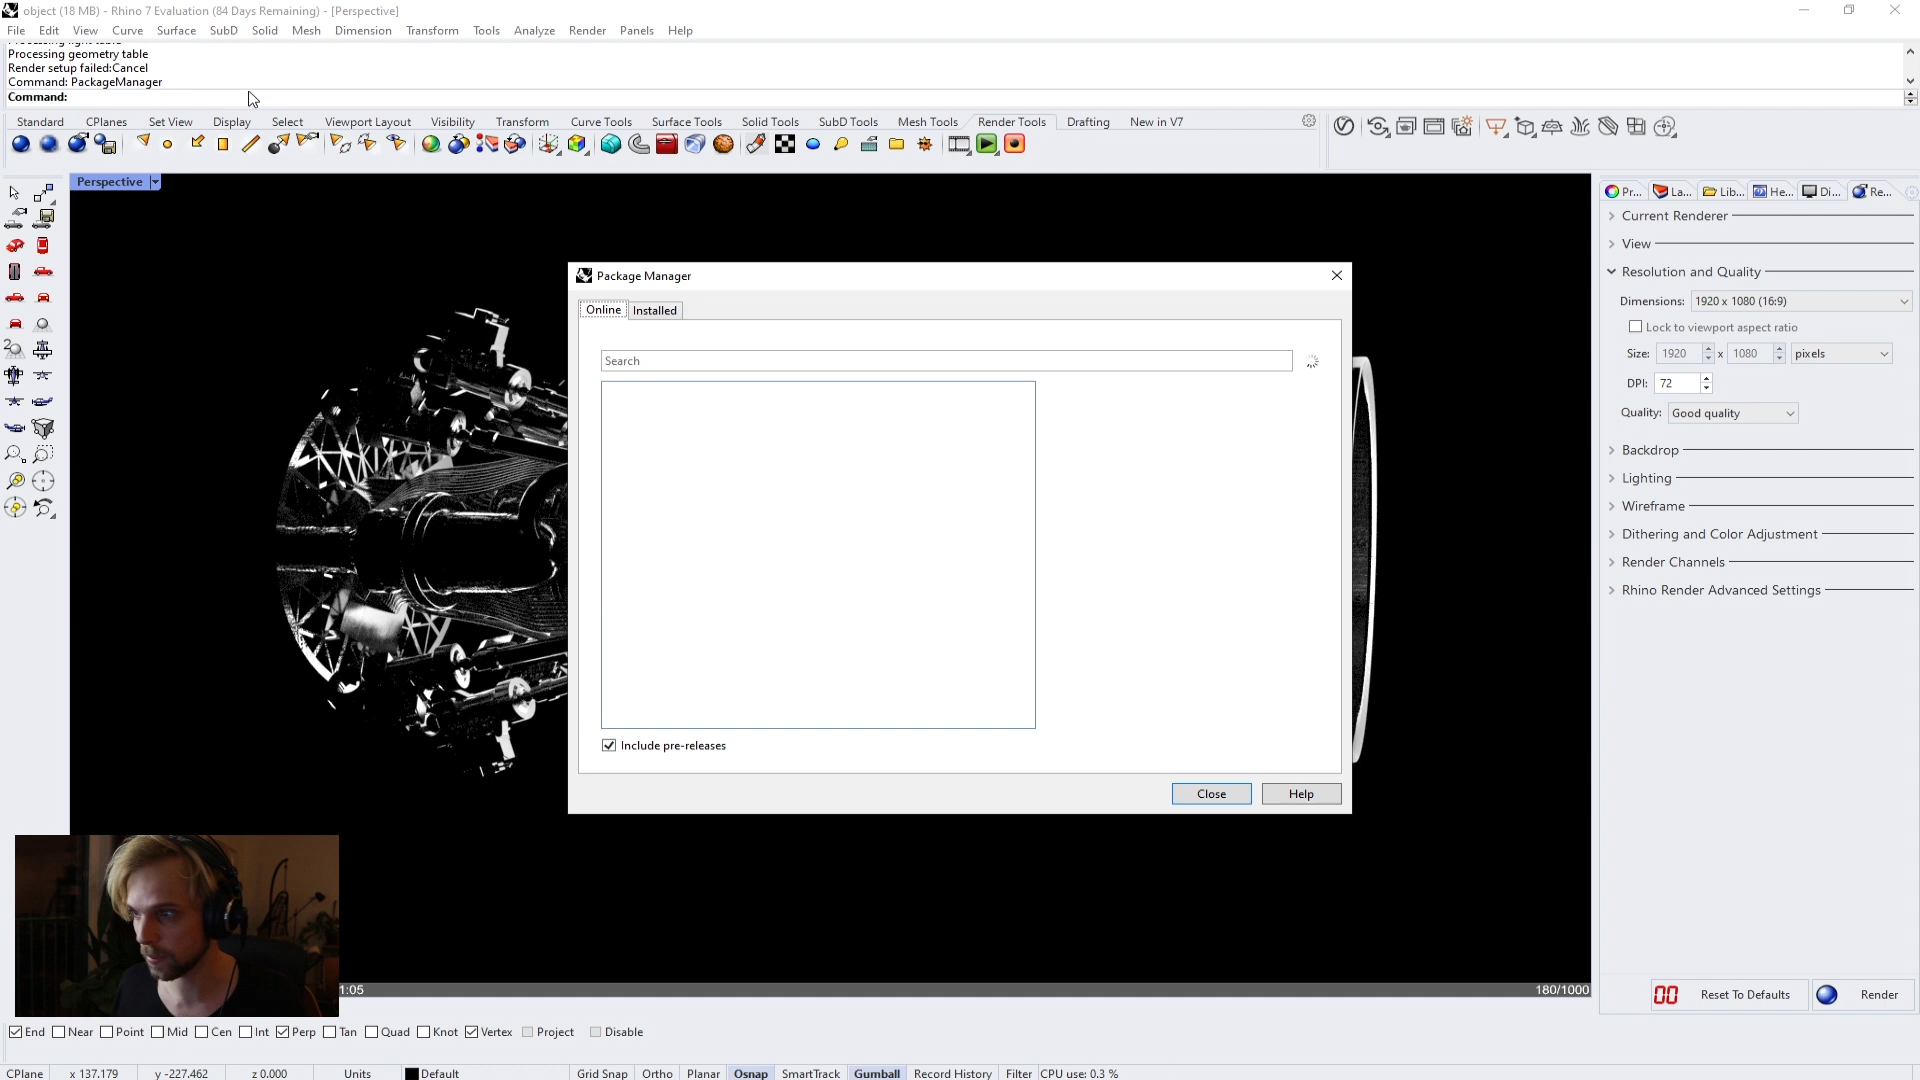 object (18 MB) - Rhino 7 Evaluation (84 Days Remaining) - [Perspective]
File Edit View Curve Surface SubD Solid Mesh Dimension Transform Tools Analyze Render Panels Help
Processing geometry table
Render setup failed:Cancel
Command: PackageManager
Command:
Standard CPlanes Set View Display Select Viewport Layout Visibility Transform Curve Tools Surface Tools Solid Tools SubD Tools Mesh Tools Render Tools Drafting New in V7
Perspective
Pr... La... Lib... He... Di... Re...
Current Renderer
View
Resolution and Quality
Dimensions: 1920 x 1080 (16:9)
Lock to viewport aspect ratio
Size: 1920 x 1080 pixels
DPI: 72
Quality: Good quality
Backdrop
Lighting
Wireframe
Dithering and Color Adjustment
Render Channels
Rhino Render Advanced Settings
Package Manager
Online Installed
Search
Include pre-releases
Close Help
1:05 180/1000
Reset To Defaults Render
End Near Point Mid Cen Int Perp Tan Quad Knot Vertex Project Disable
CPlane x 137.179 y -227.462 z 0.000 Units Default Grid Snap Ortho Planar Osnap SmartTrack Gumball Record History Filter CPU use: 0.3 %